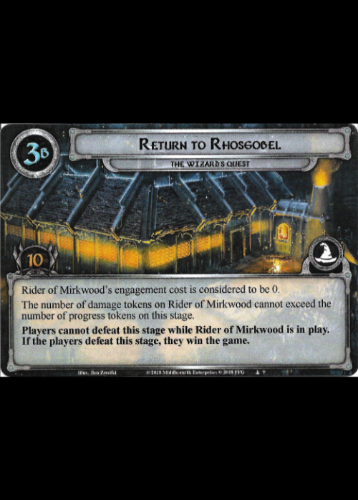 3B
RETURN TO RHOSGOBEL
THE WIZARD'S QUEST
10
Rider of Mirkwood's engagement cost is considered to be 0.
The number of damage tokens on Rider of Mirkwood cannot exceed the
number of progress tokens on this stage.
Players cannot defeat this stage while Rider of Mirkwood is in play.
If the players defeat this stage, they win the game.
Illus.